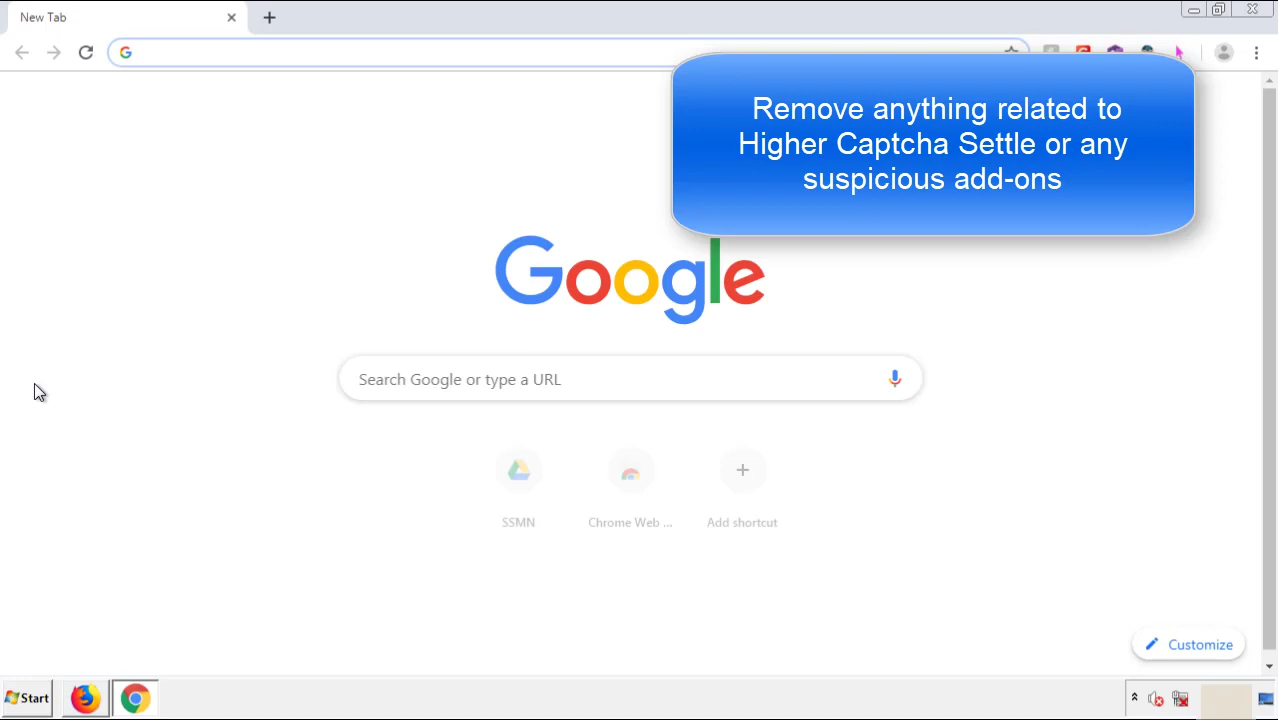 New Tab
Remove anything related to
Higher Captcha Settle or any
suspicious add-ons
Google
Search Google or type a URL
SSMN
Chrome Web ...
Add shortcut
Customize
Start